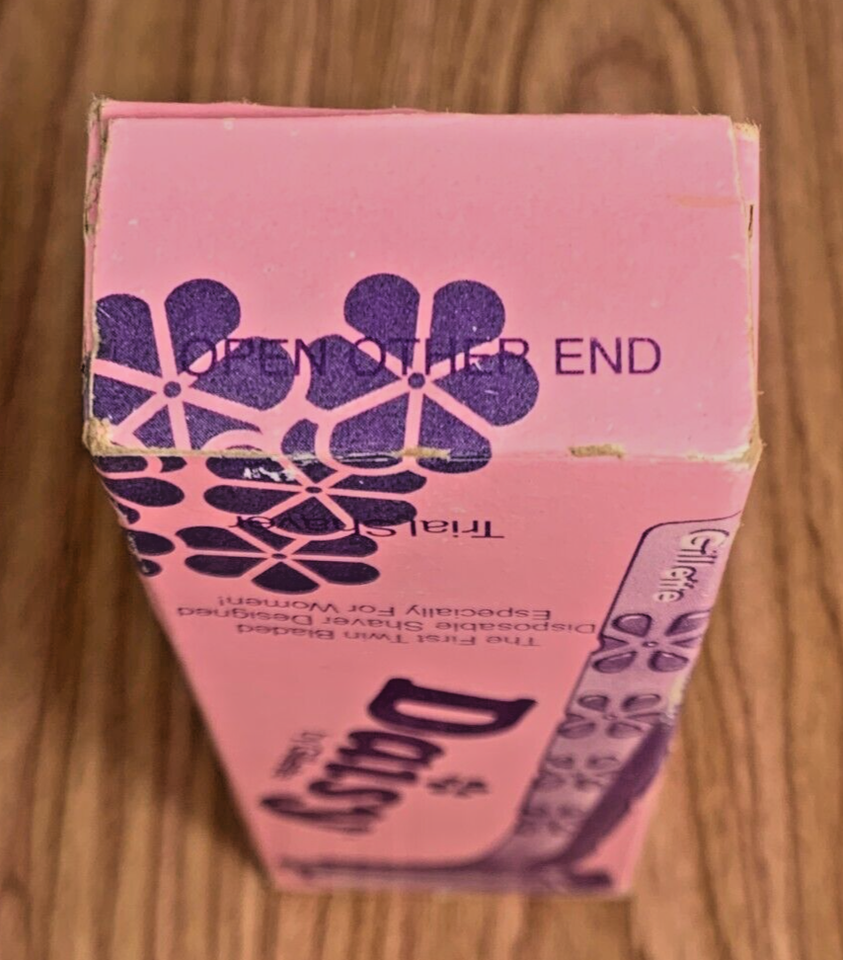 OPEN OTHER END
Trial Shaver
The First Twin Bladed
Disposable Shaver Designed
Especially For Women!
Daisy
Gillette